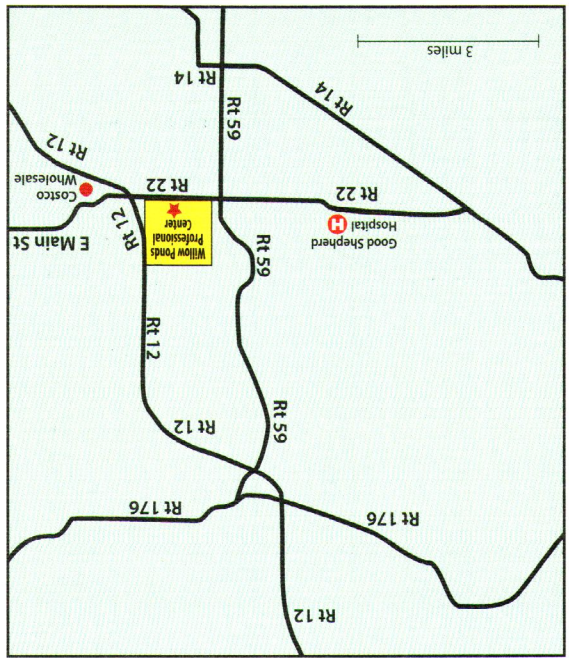 Rt 12
Rt 176
Rt 176
Rt 59
Rt 12
Rt 12
Good Shepherd
Hospital
H
Rt 59
Willow Ponds
Professional
Center
Rt 12
E Main St
Rt 22
Rt 22
Costco
Wholesale
Rt 12
Rt 59
Rt 14
Rt 14
3 miles